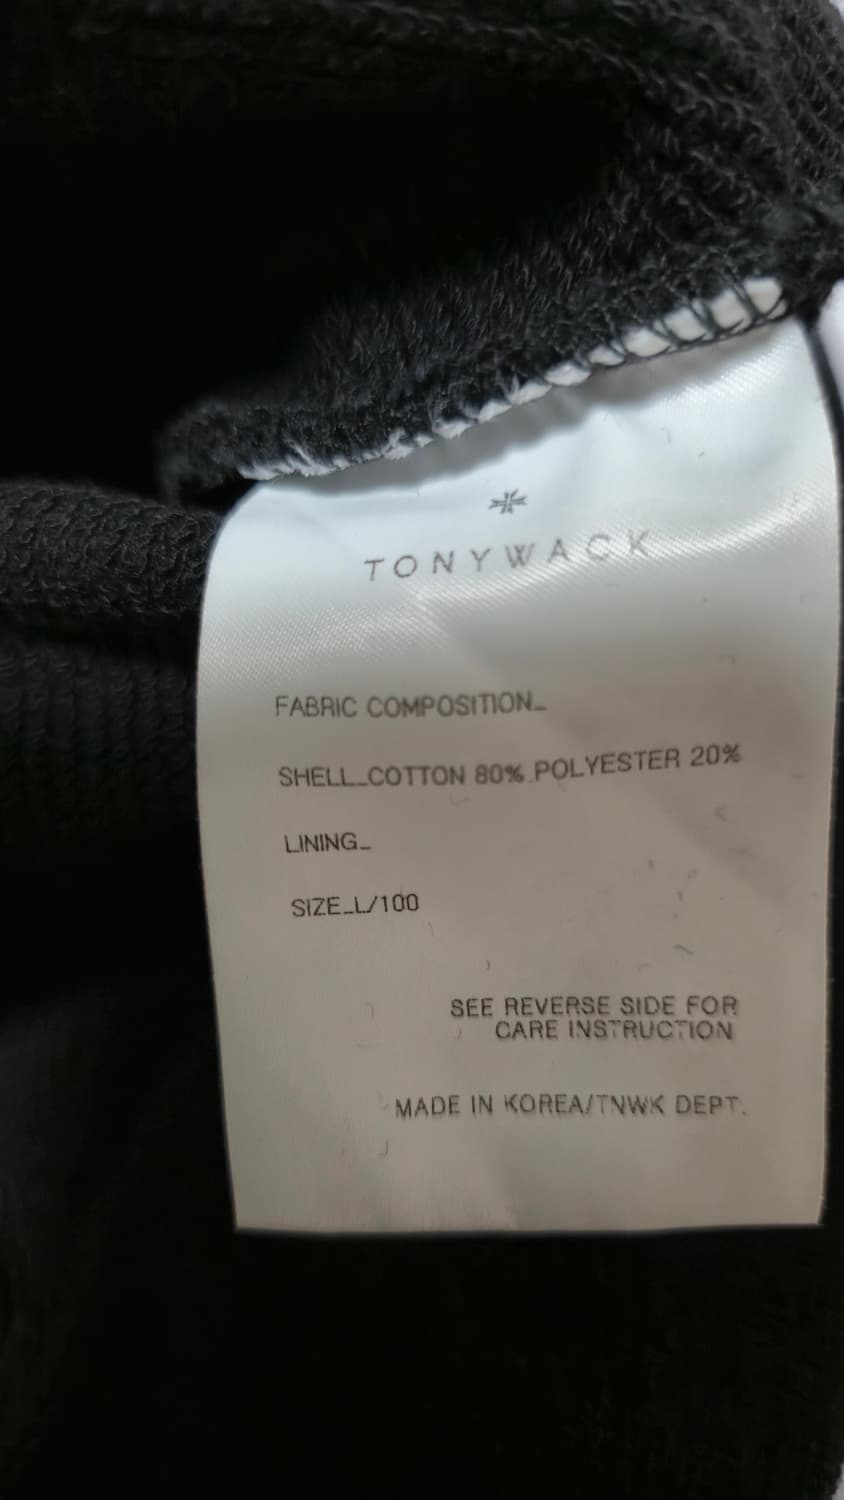 TONYWACK
FABRIC COMPOSITION_
SHELL_COTTON 80%_POLYESTER 20%
LINING_
SIZE_L/100
SEE REVERSE SIDE FOR
CARE INSTRUCTION
MADE IN KOREA/TNWK DEPT.